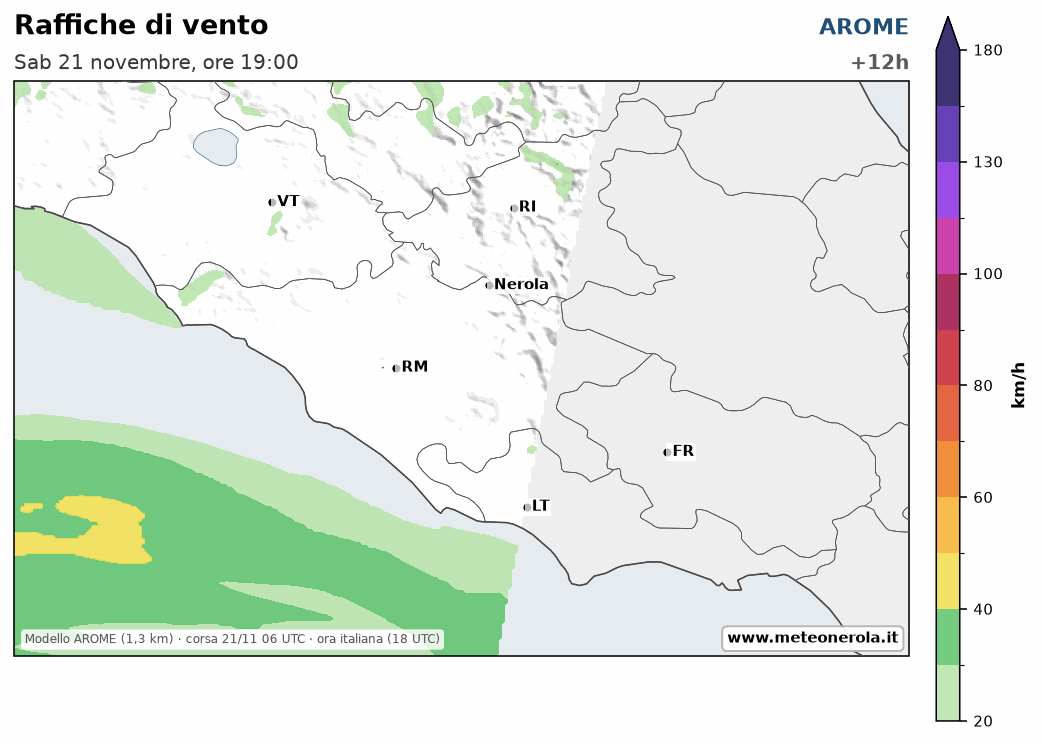 Raffiche di vento
AROME
Sab 21 novembre, ore 19:00
+12h
VT
RI
Nerola
RM
FR
LT
Modello AROME (1,3 km) · corsa 21/11 06 UTC · ora italiana (18 UTC)
www.meteonerola.it
180
130
100
80
60
40
20
km/h